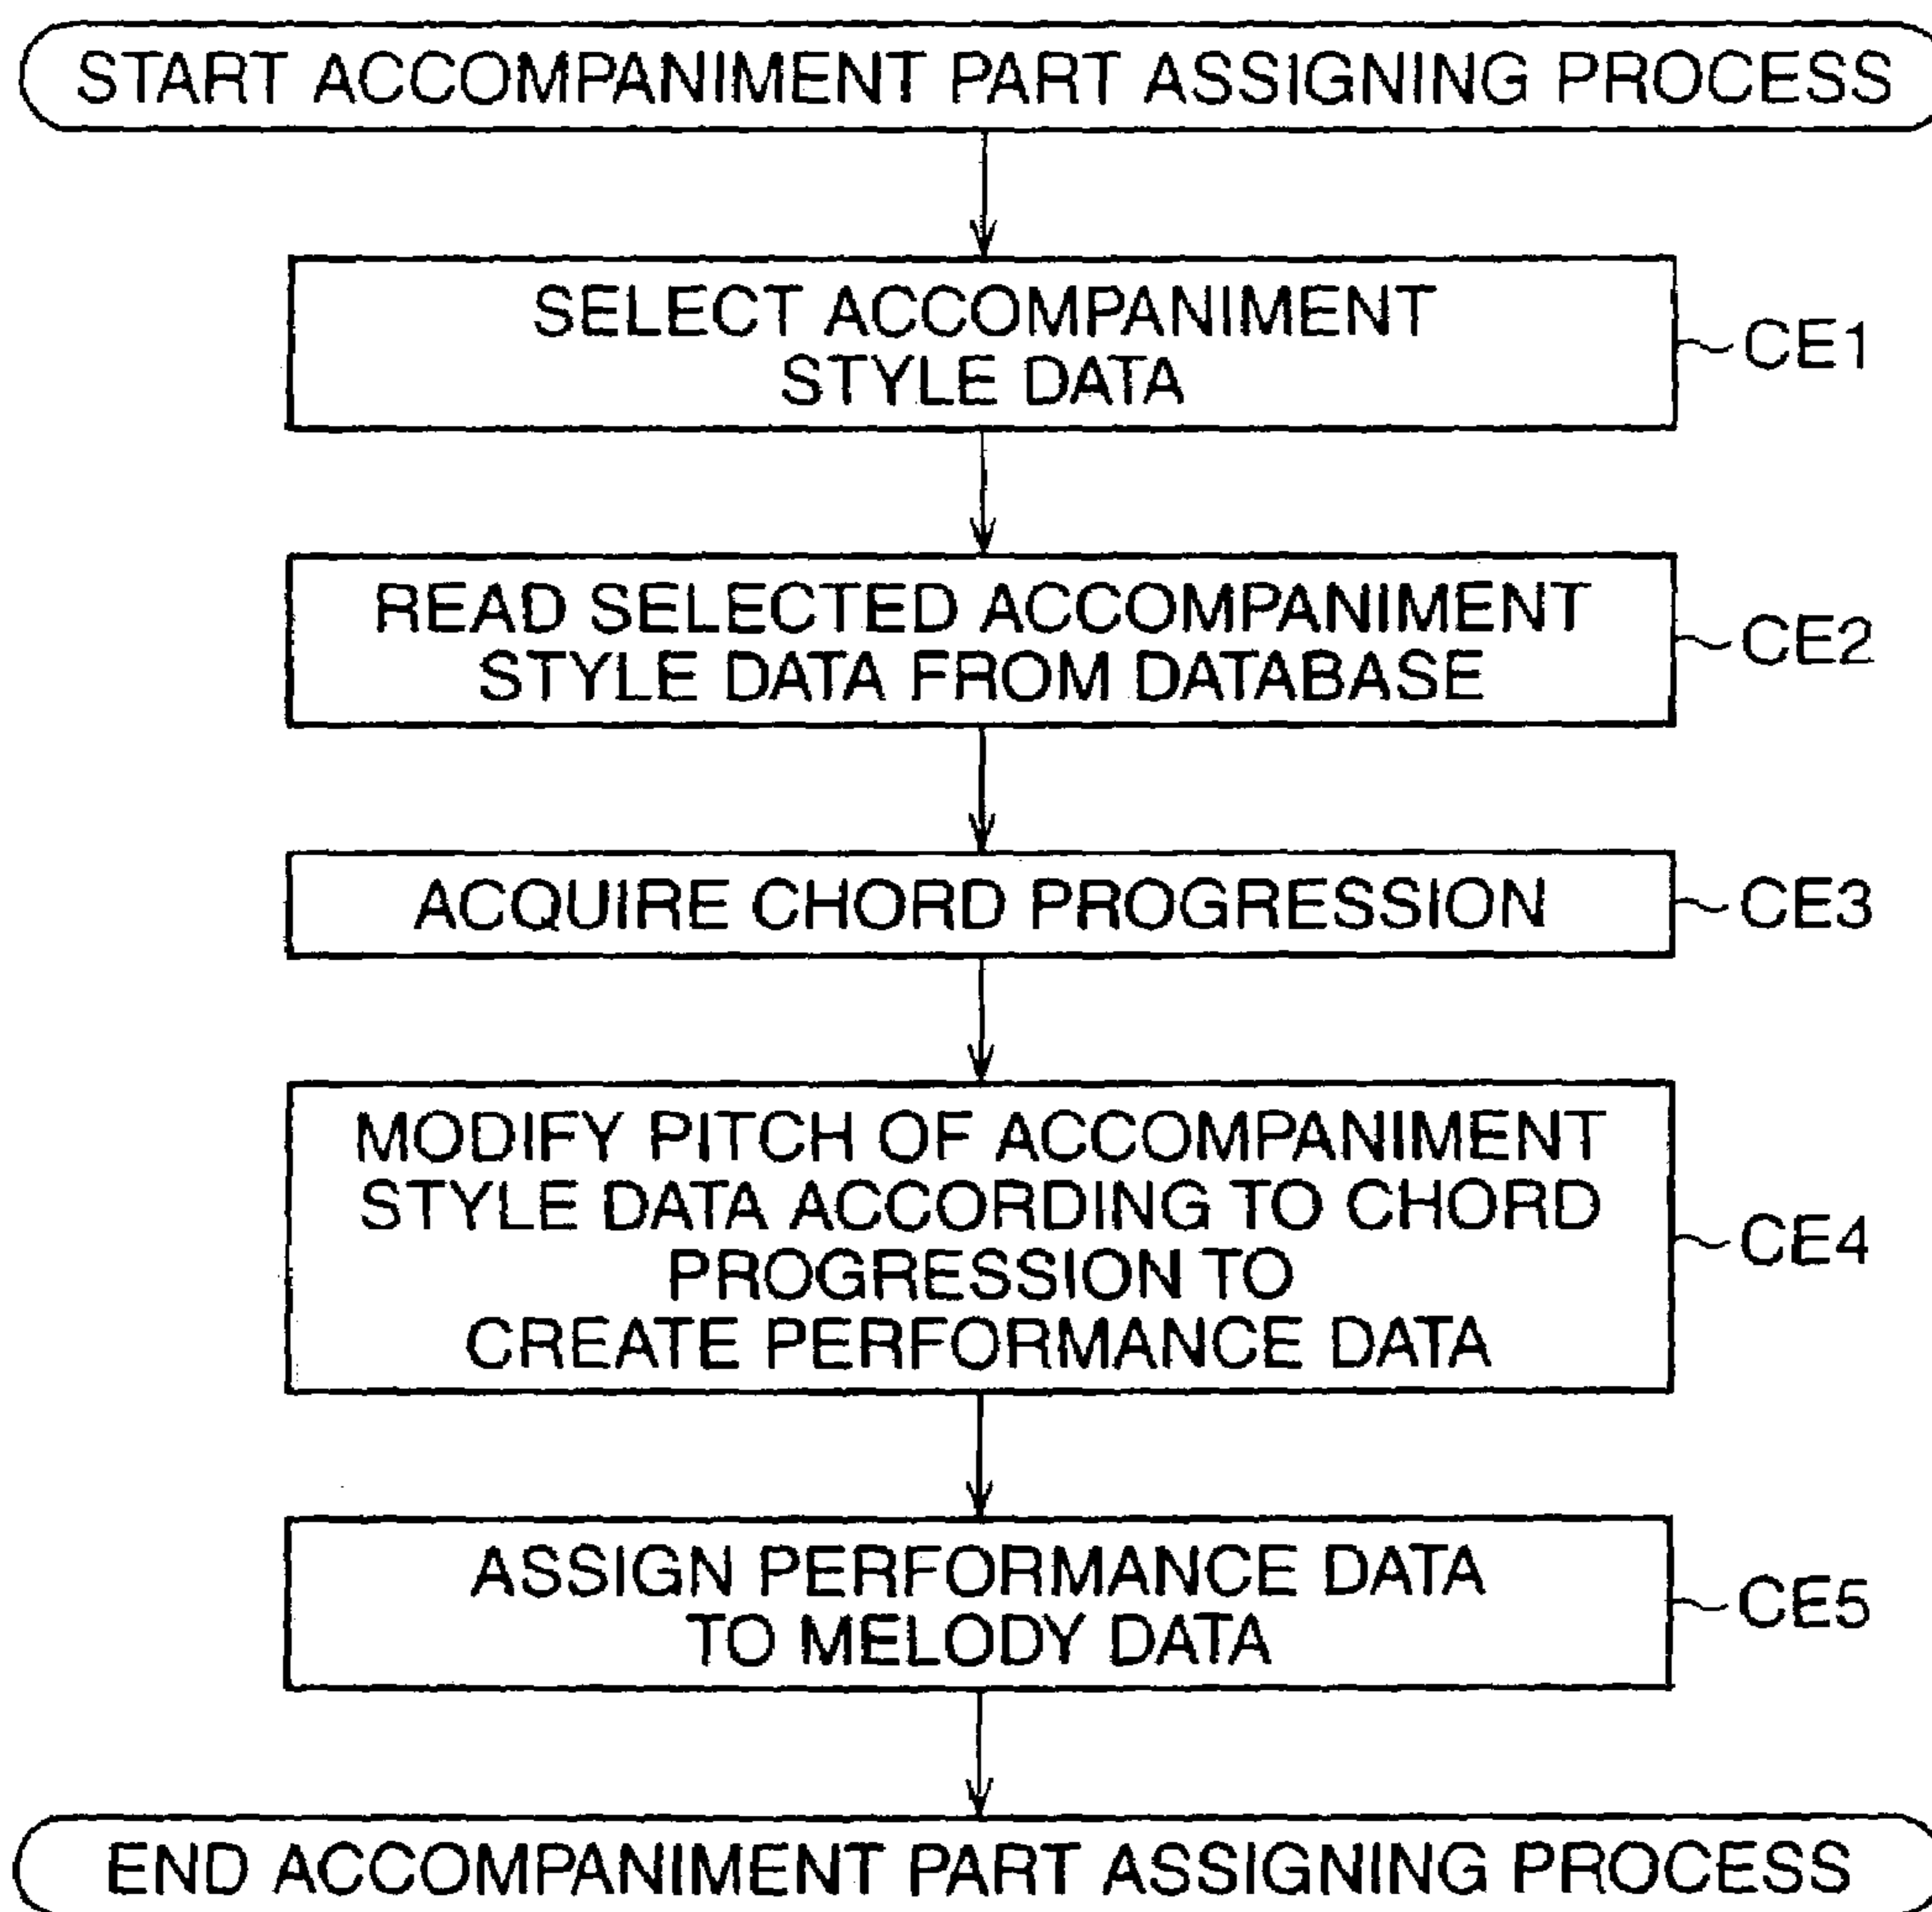 START ACCOMPANIMENT PART ASSIGNING PROCESS
SELECT ACCOMPANIMENT
STYLE DATA
CE1
READ SELECTED ACCOMPANIMENT
STYLE DATA FROM DATABASE
CE2
ACQUIRE CHORD PROGRESSION
CE3
MODIFY PITCH OF ACCOMPANIMENT
STYLE DATA ACCORDING TO CHORD
PROGRESSION TO
CREATE PERFORMANCE DATA
CE4
ASSIGN PERFORMANCE DATA
TO MELODY DATA
CE5
END ACCOMPANIMENT PART ASSIGNING PROCESS